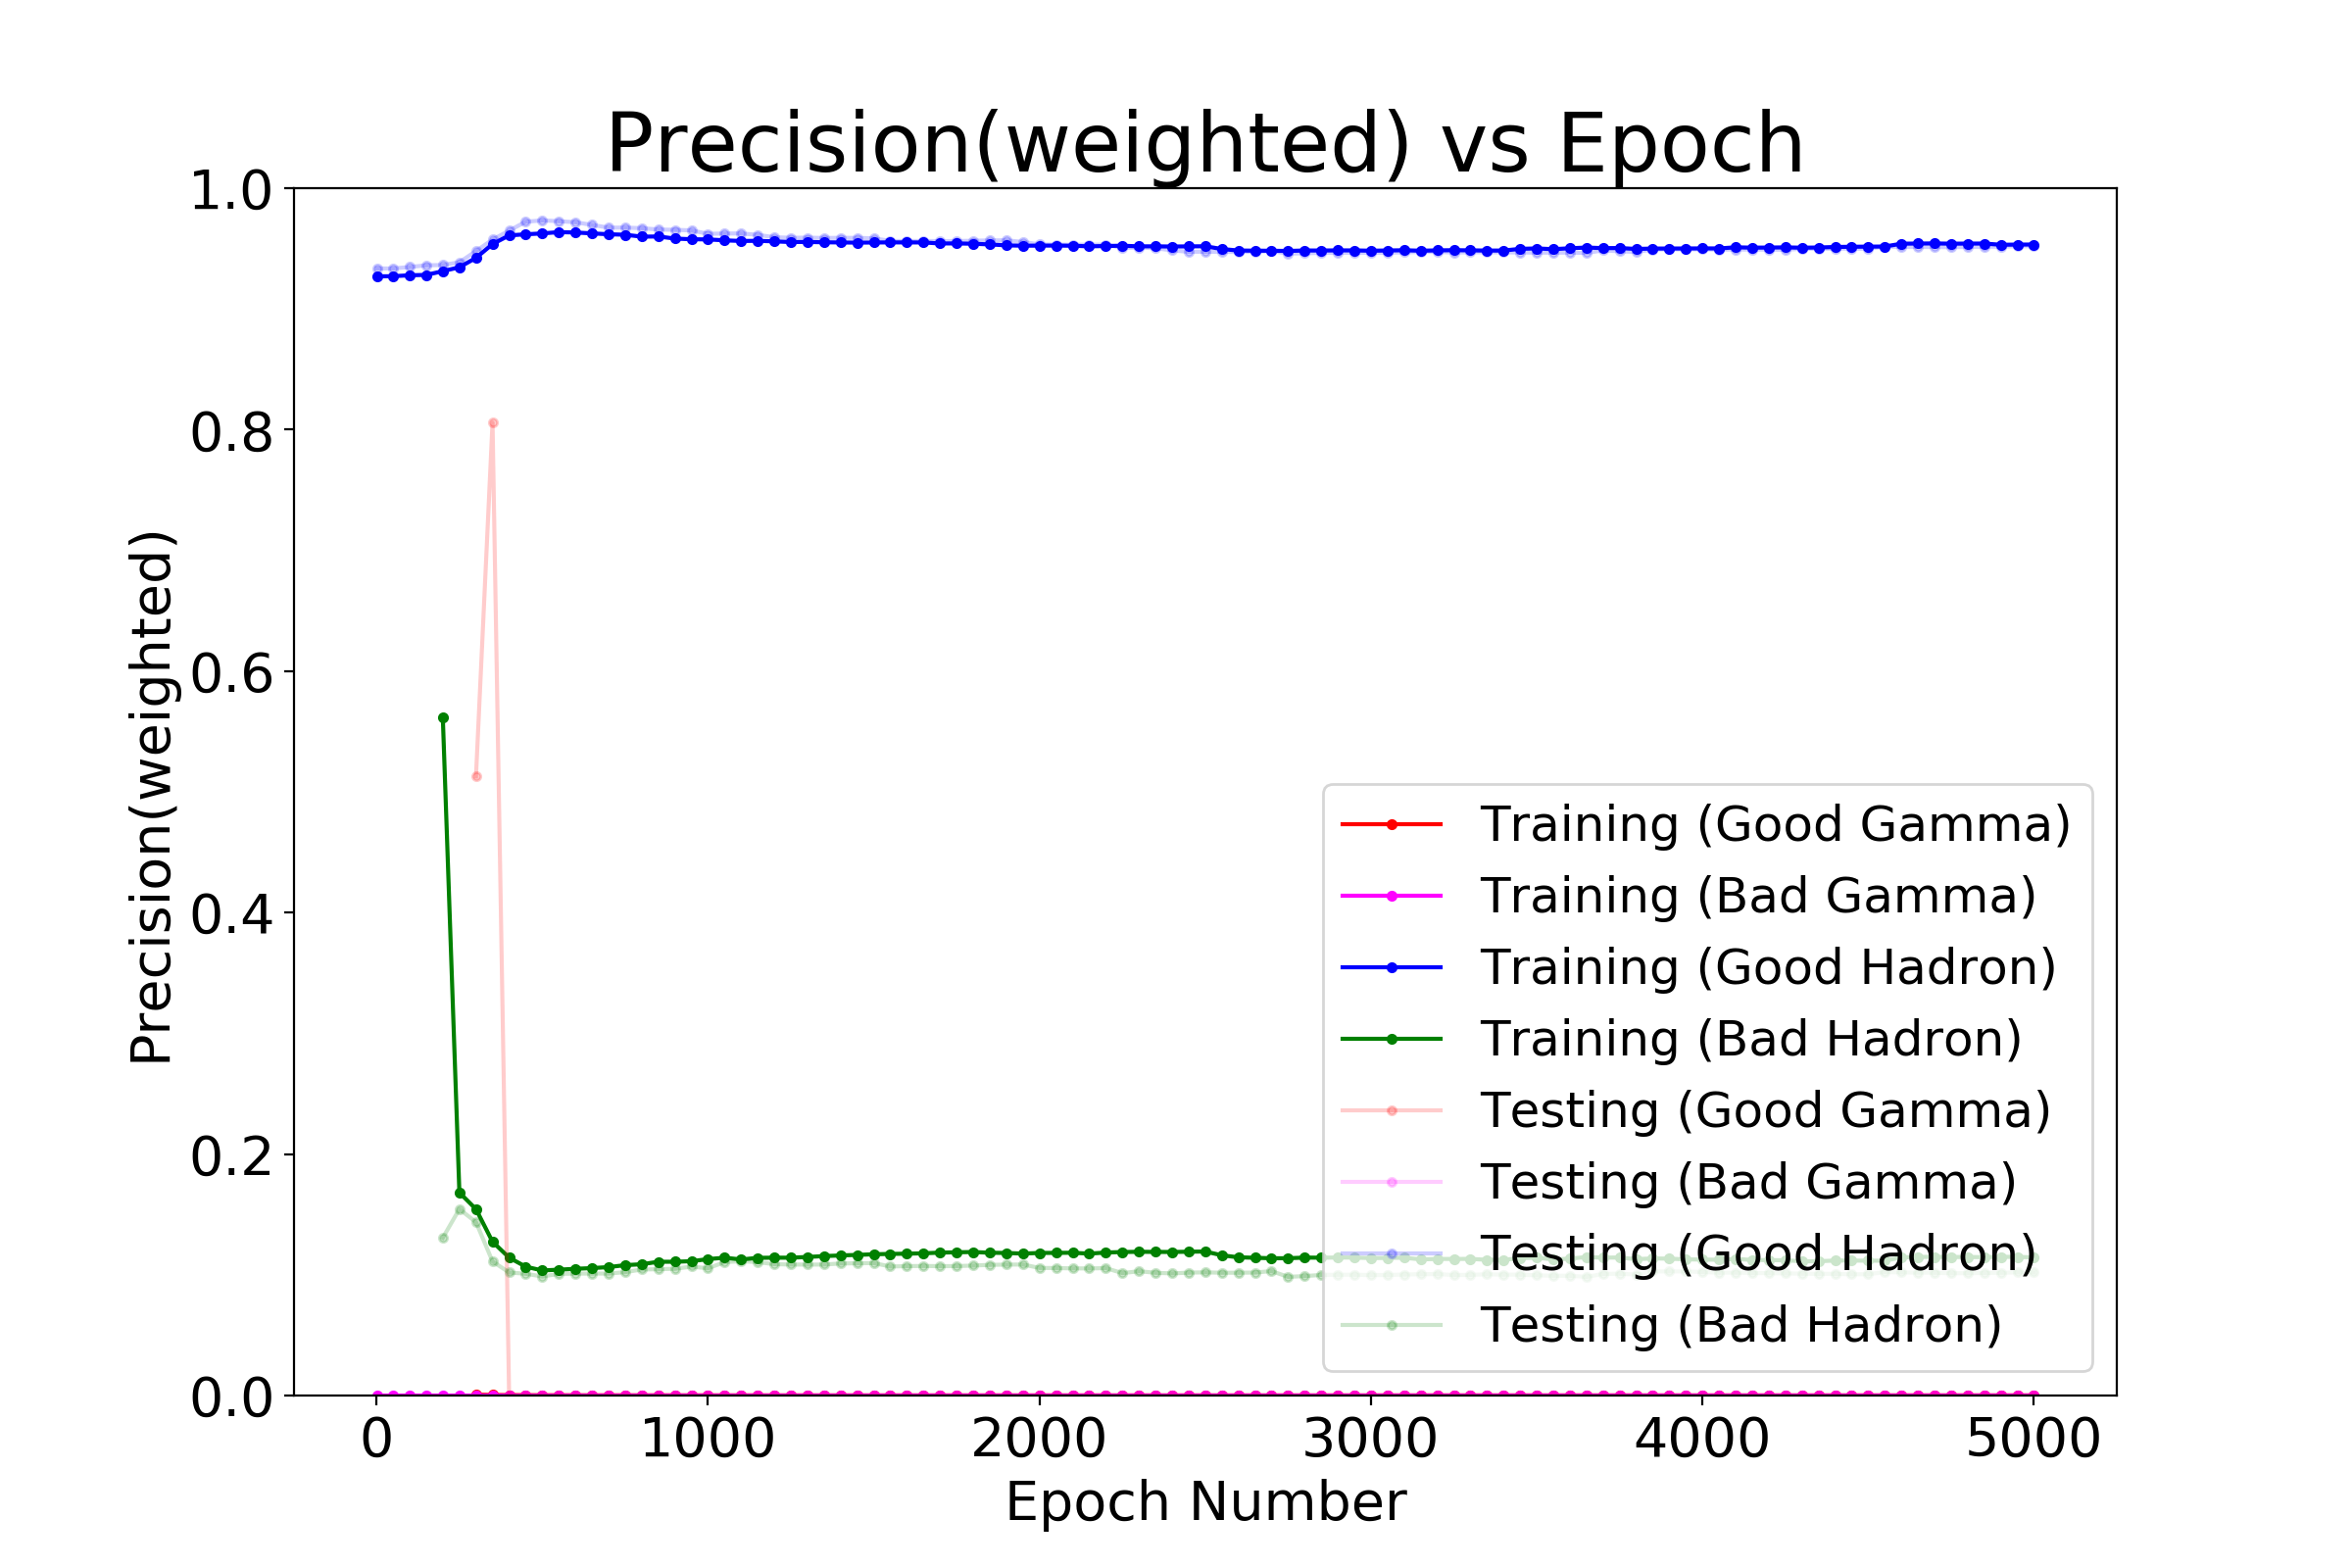 Precision(weighted) vs Epoch
1.0
0.8
0.6
0.4
0.2
0.0
Precision(weighted)
Training (Good Gamma)
Training (Bad Gamma)
Training (Good Hadron)
Training (Bad Hadron)
Testing (Good Gamma)
Testing (Bad Gamma)
Testing (Good Hadron)
Testing (Bad Hadron)
0 1000 2000 3000 4000 5000
Epoch Number